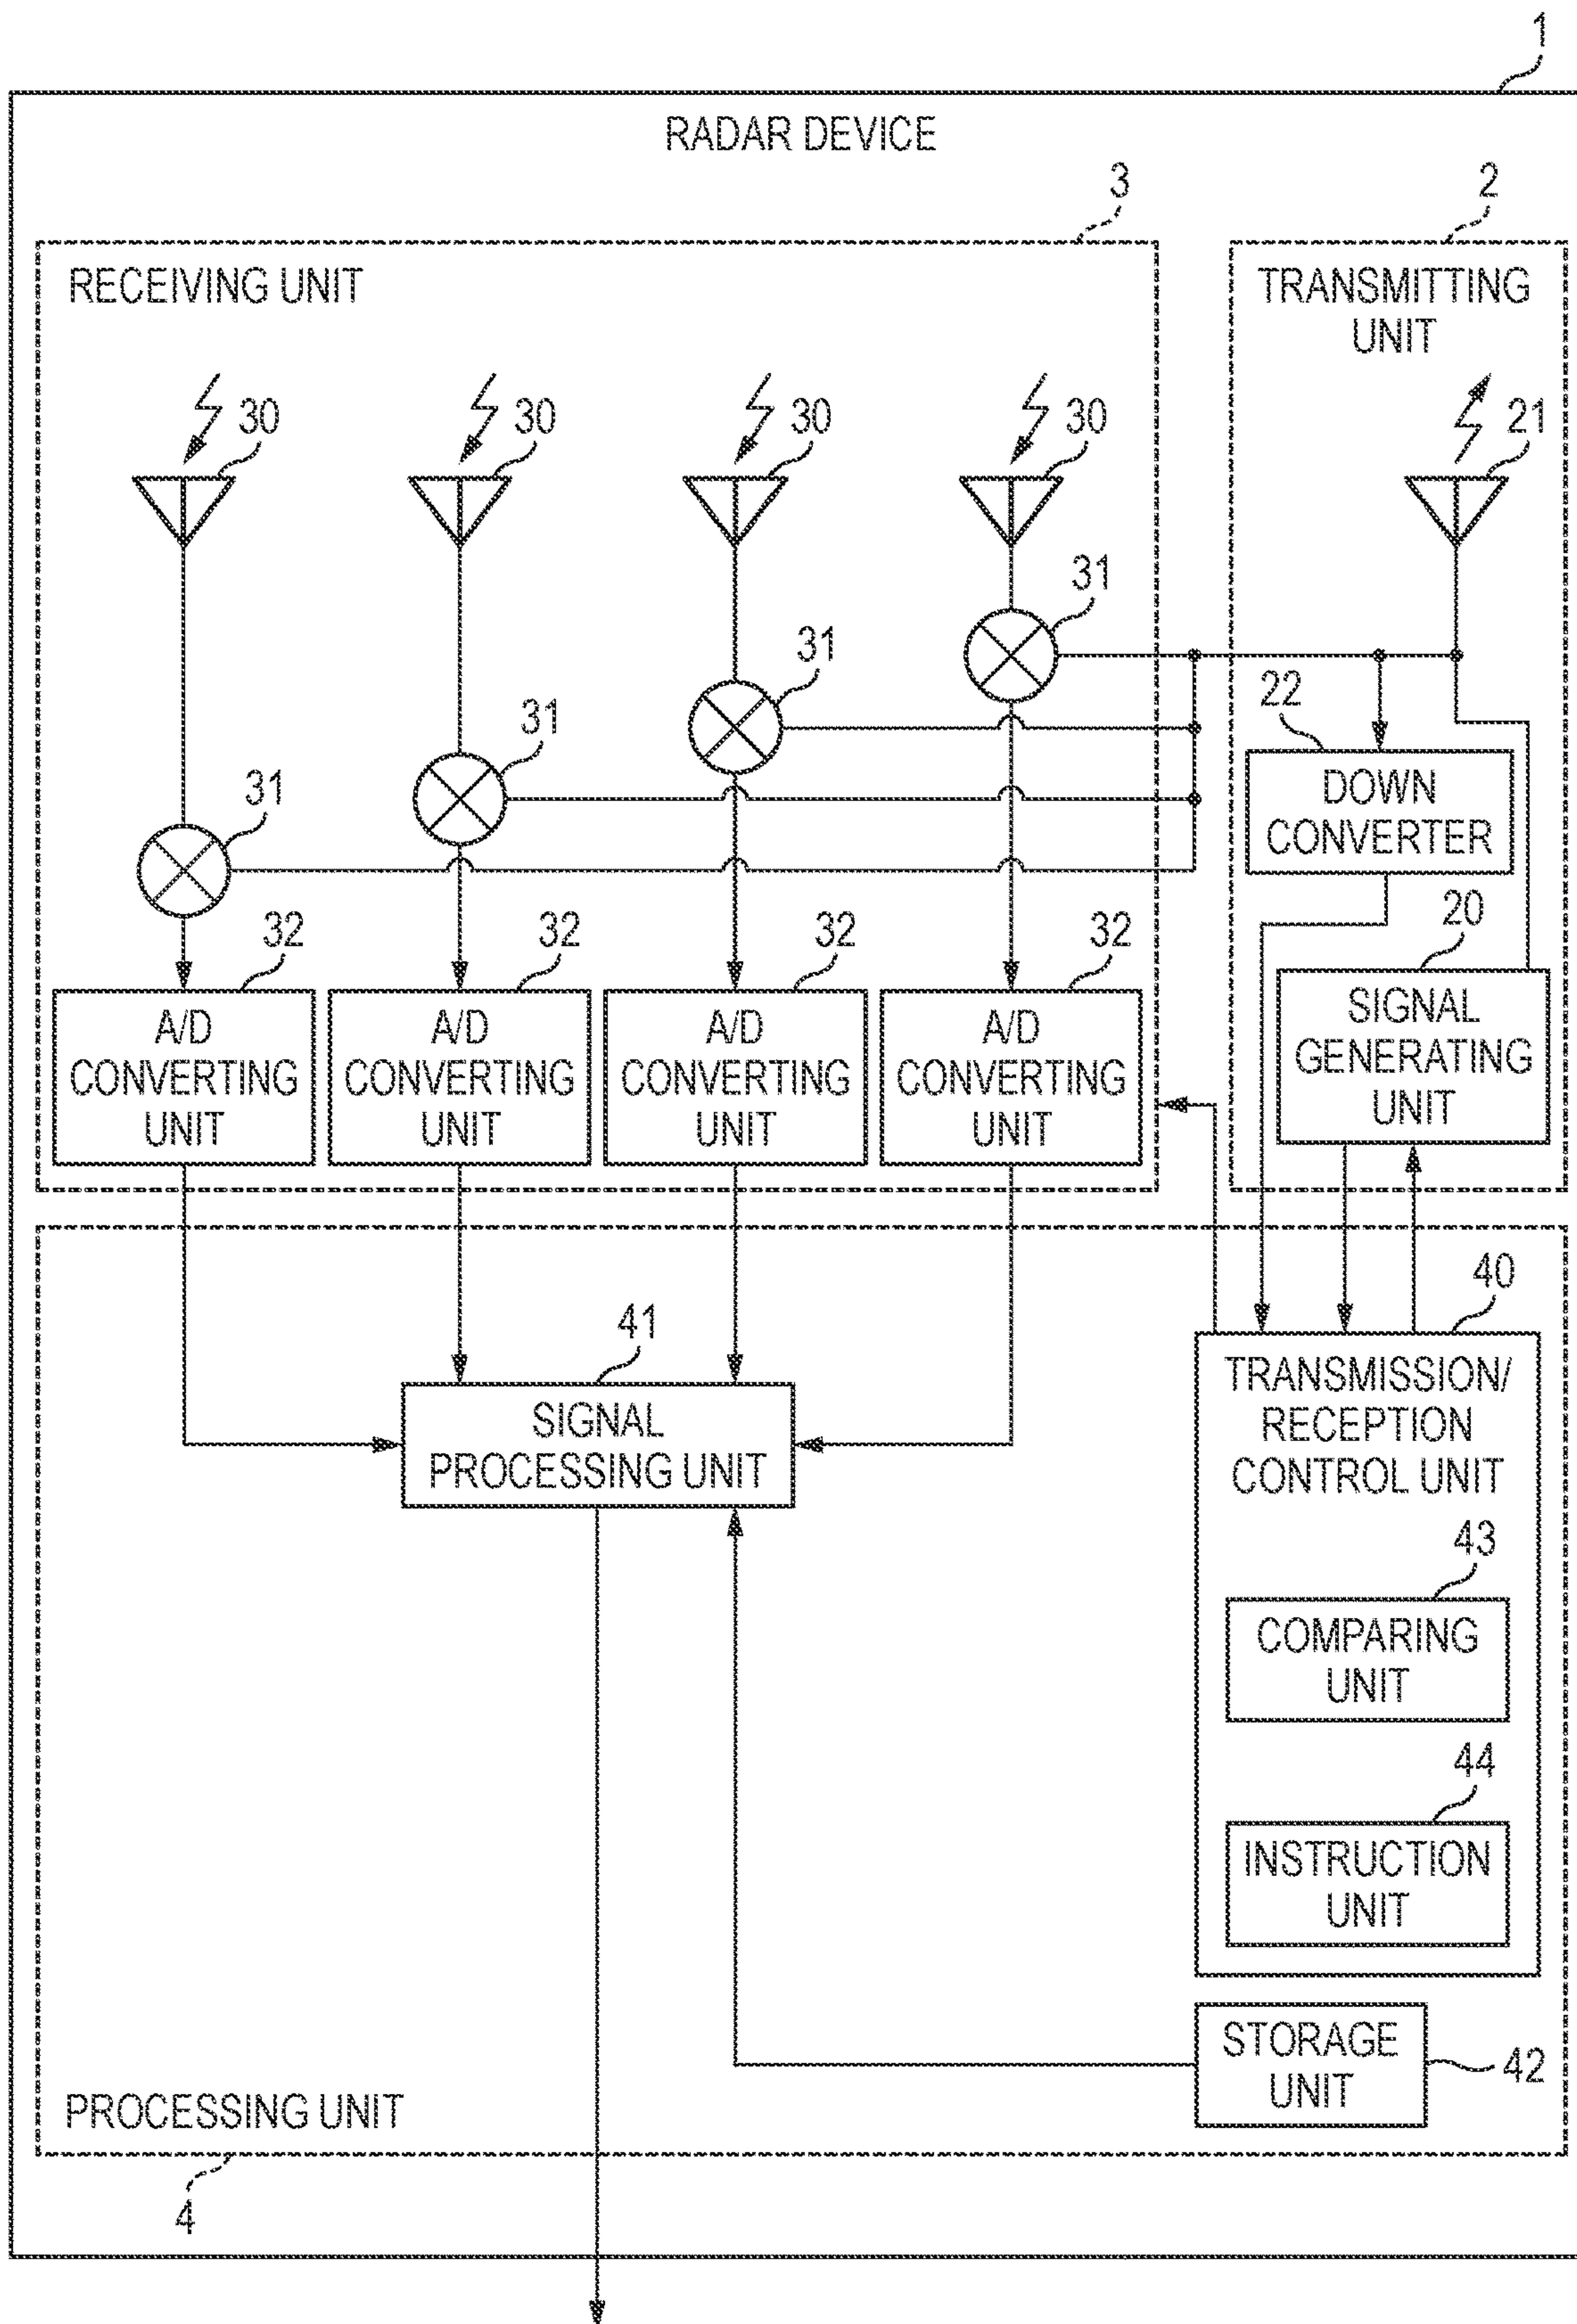 1
RADAR DEVICE
3
2
RECEIVING UNIT
TRANSMITTING
UNIT
30
30
30
30
21
31
31
31
31
22
DOWN
CONVERTER
32
32
32
32
20
A/D
CONVERTING
UNIT
A/D
CONVERTING
UNIT
A/D
CONVERTING
UNIT
A/D
CONVERTING
UNIT
SIGNAL
GENERATING
UNIT
41
SIGNAL
PROCESSING UNIT
40
TRANSMISSION/
RECEPTION
CONTROL UNIT
43
COMPARING
UNIT
44
INSTRUCTION
UNIT
STORAGE
UNIT
42
PROCESSING UNIT
4